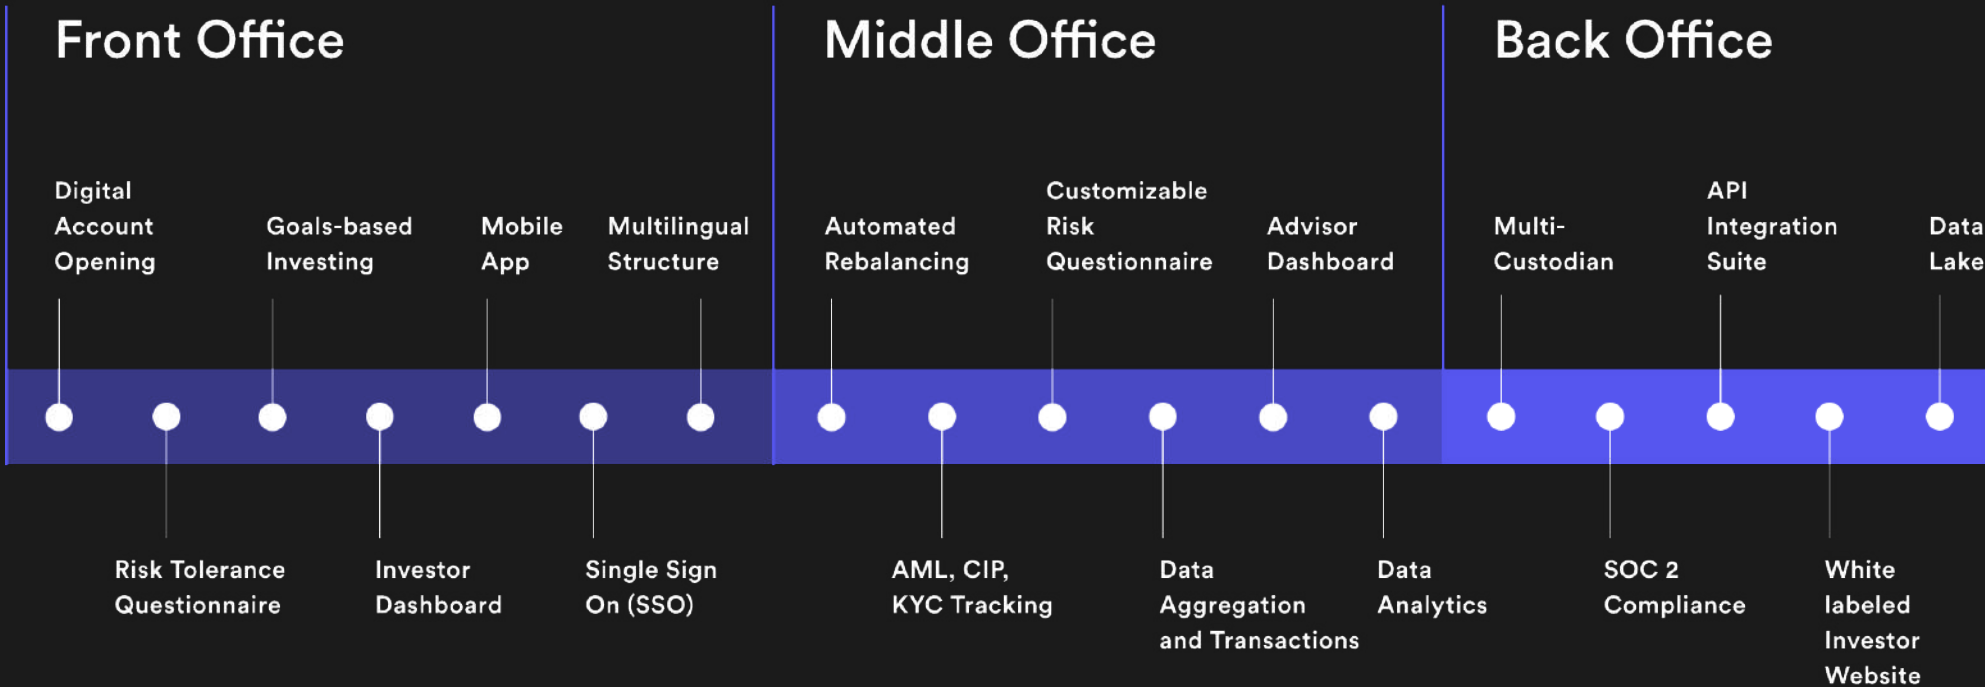 Front Office
Middle Office
Back Office
Digital
Account
Opening
Goals-based
Investing
Mobile
App
Multilingual
Structure
Automated
Rebalancing
Customizable
Risk
Questionnaire
Advisor
Dashboard
Multi-
Custodian
API
Integration
Suite
Data
Lake
Risk Tolerance
Questionnaire
Investor
Dashboard
Single Sign
On (SSO)
AML, CIP,
KYC Tracking
Data
Aggregation
and Transactions
Data
Analytics
SOC 2
Compliance
White
labeled
Investor
Website